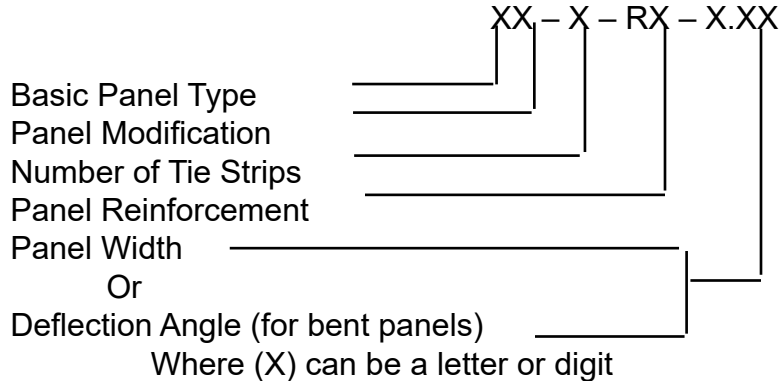 XX – X – RX – X.XX
Basic Panel Type
Panel Modification
Number of Tie Strips
Panel Reinforcement
Panel Width
Or
Deflection Angle (for bent panels)
Where (X) can be a letter or digit